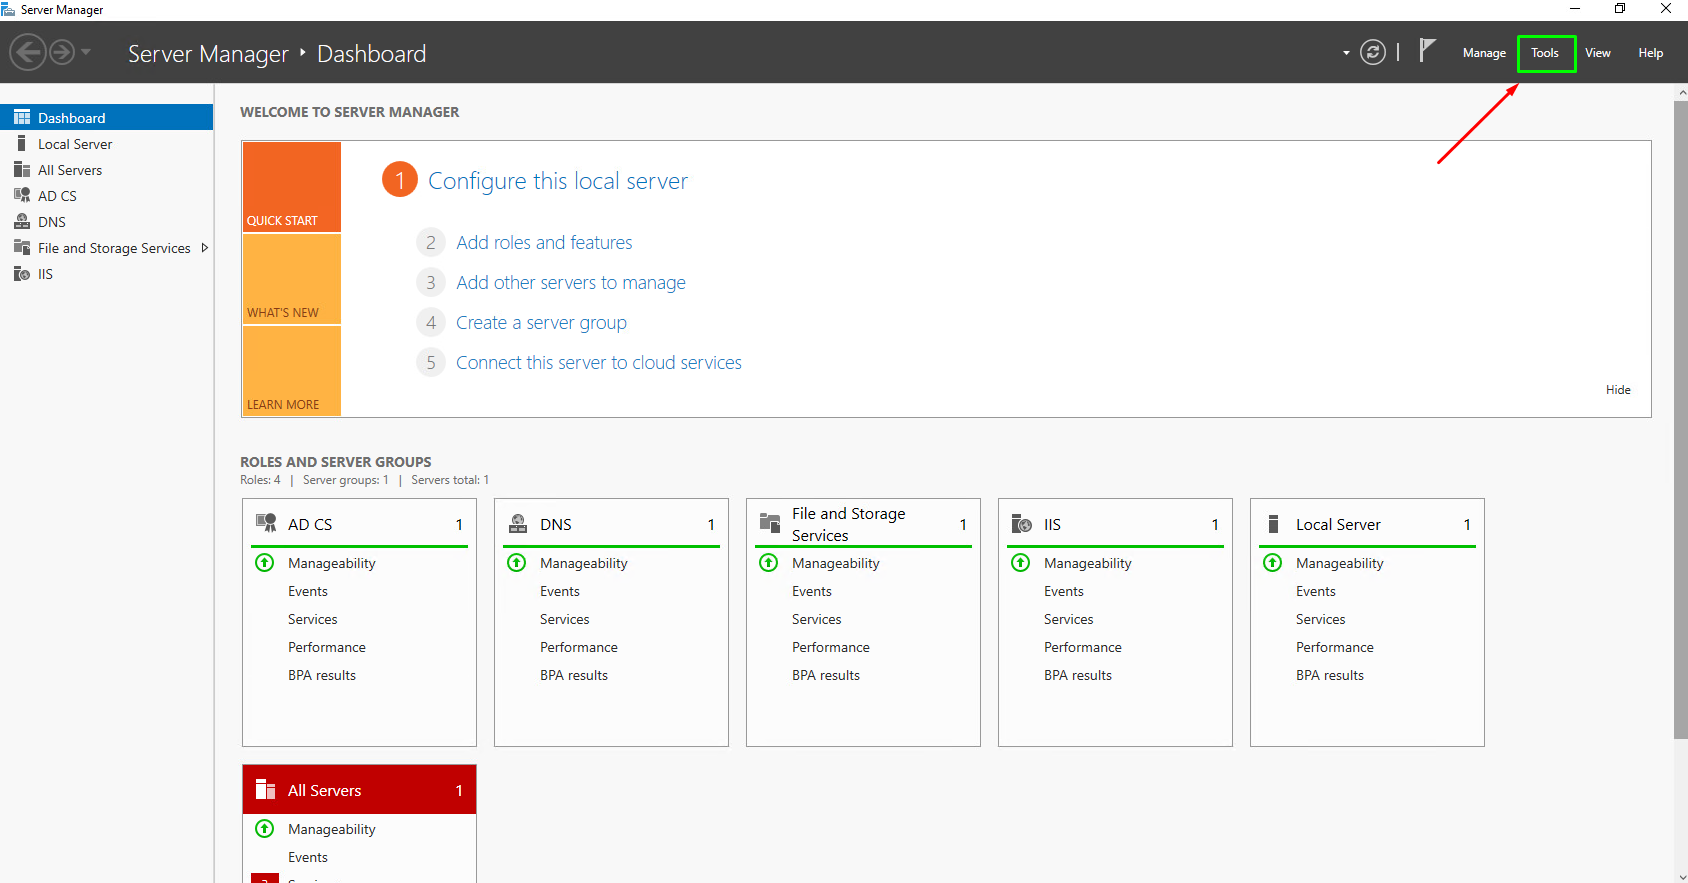 Server Manager
Server Manager ‣ Dashboard
Manage Tools View Help
Dashboard
Local Server
All Servers
AD CS
DNS
File and Storage Services
IIS
WELCOME TO SERVER MANAGER
QUICK START
WHAT'S NEW
LEARN MORE
1 Configure this local server
2 Add roles and features
3 Add other servers to manage
4 Create a server group
5 Connect this server to cloud services
Hide
ROLES AND SERVER GROUPS
Roles: 4 | Server groups: 1 | Servers total: 1
AD CS 1
Manageability
Events
Services
Performance
BPA results
DNS 1
Manageability
Events
Services
Performance
BPA results
File and Storage
Services 1
Manageability
Events
Services
Performance
BPA results
IIS 1
Manageability
Events
Services
Performance
BPA results
Local Server 1
Manageability
Events
Services
Performance
BPA results
All Servers 1
Manageability
Events